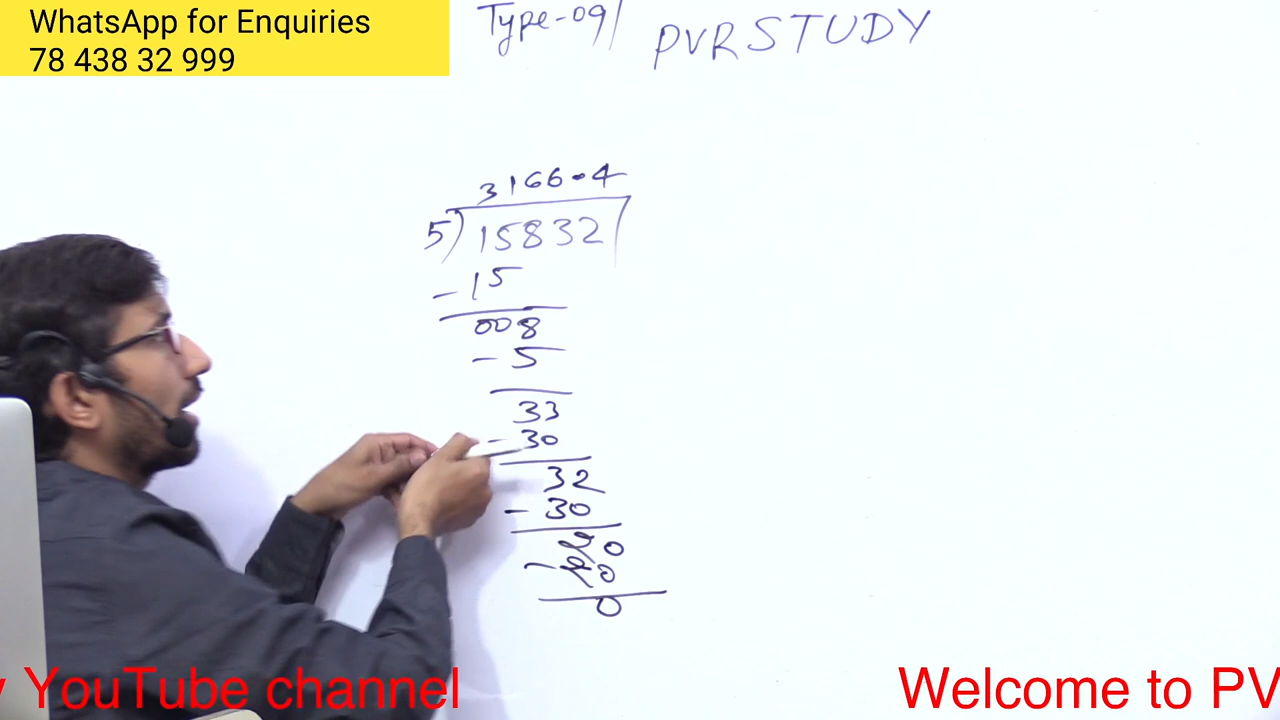 WhatsApp for Enquiries
78 438 32 999
Type-09
PVRSTUDY
3166.4
5) 15832
- 15
008
- 5
33
- 30
32
- 30
20
- 20
0
y YouTube channel
Welcome to PV